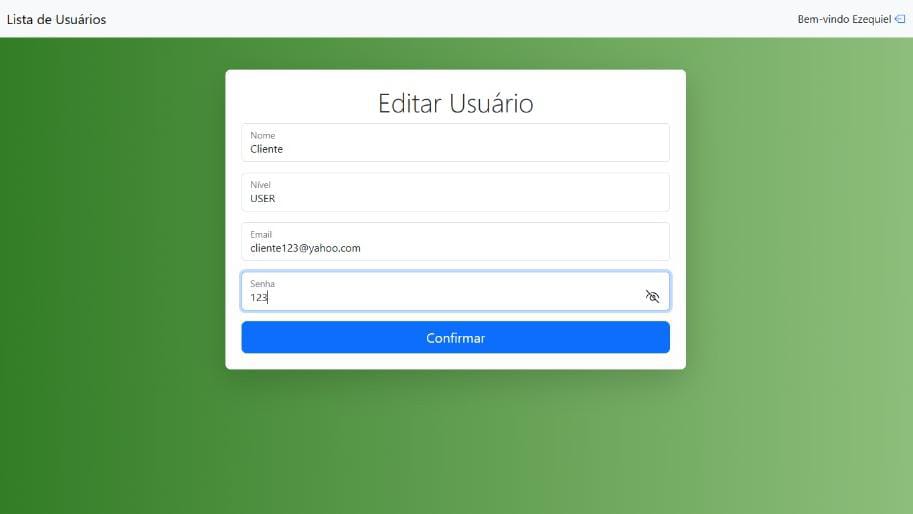 Lista de Usuários
Bem-vindo Ezequiel
Editar Usuário
Nome
Cliente
Nível
USER
Email
cliente123@yahoo.com
Senha
123
Confirmar